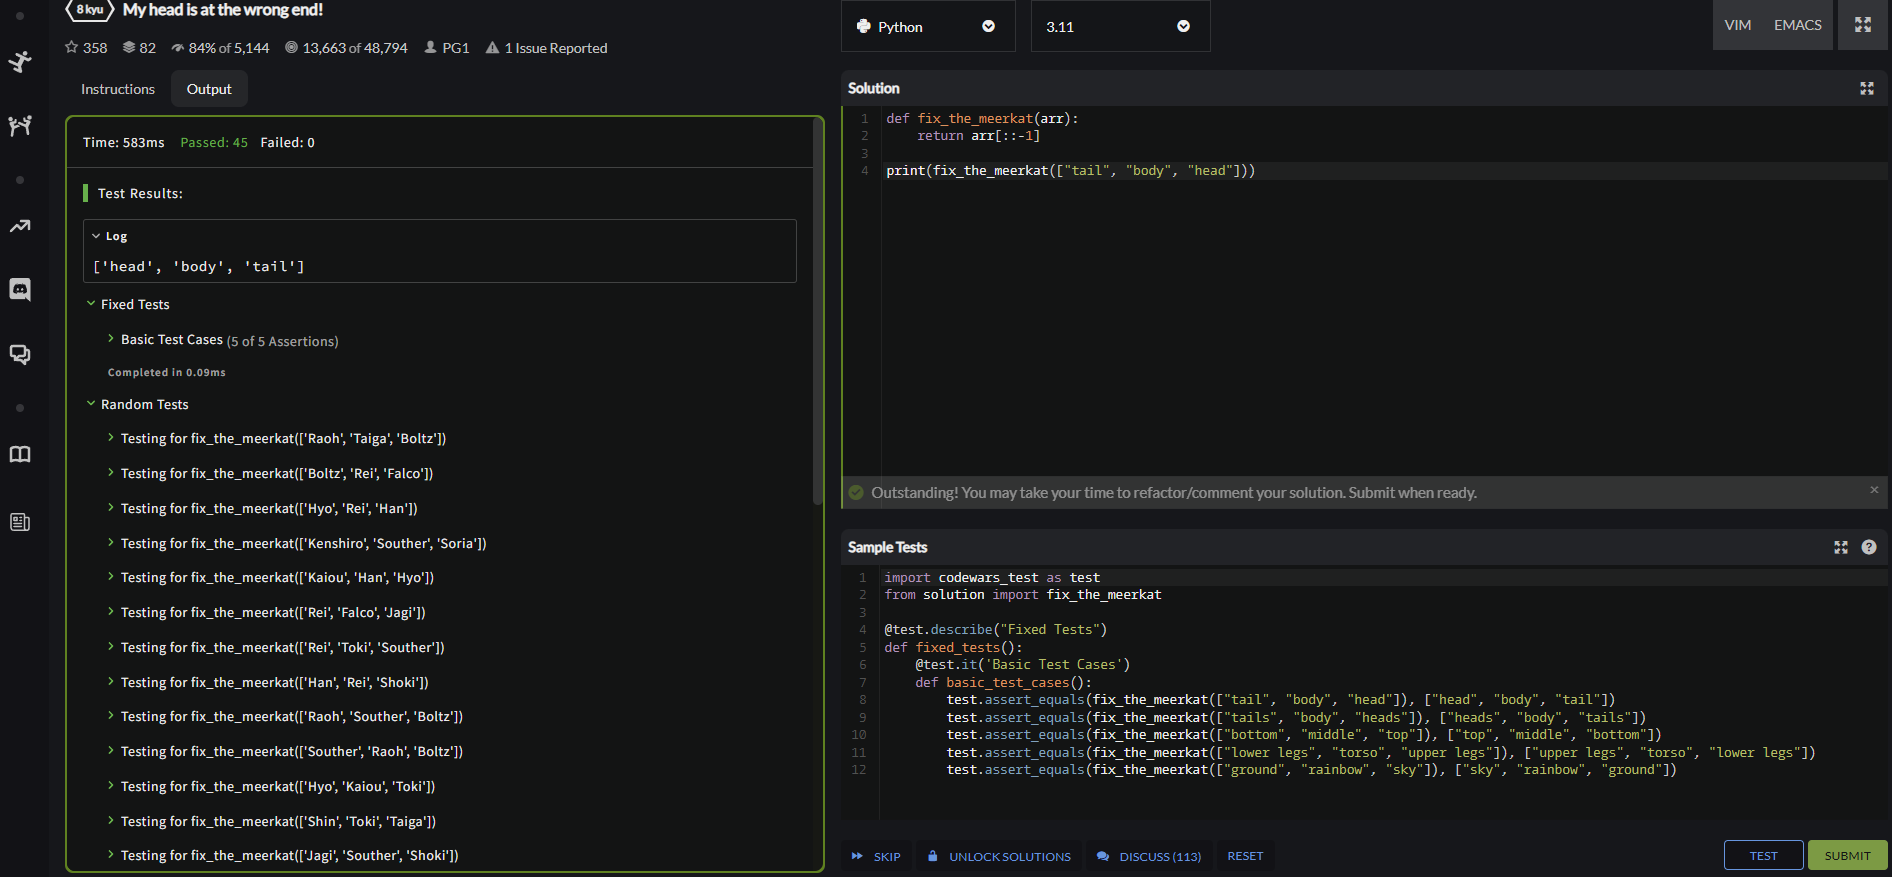 8 kyu My head is at the wrong end!
358 82 84% of 5,144 13,663 of 48,794 PG1 1 Issue Reported
Instructions Output
Time: 583ms Passed: 45 Failed: 0
Test Results:
Log
['head', 'body', 'tail']
Fixed Tests
Basic Test Cases (5 of 5 Assertions)
Completed in 0.09ms
Random Tests
Testing for fix_the_meerkat(['Raoh', 'Taiga', 'Boltz'])
Testing for fix_the_meerkat(['Boltz', 'Rei', 'Falco'])
Testing for fix_the_meerkat(['Hyo', 'Rei', 'Han'])
Testing for fix_the_meerkat(['Kenshiro', 'Souther', 'Soria'])
Testing for fix_the_meerkat(['Kaiou', 'Han', 'Hyo'])
Testing for fix_the_meerkat(['Rei', 'Falco', 'Jagi'])
Testing for fix_the_meerkat(['Rei', 'Toki', 'Souther'])
Testing for fix_the_meerkat(['Han', 'Rei', 'Shoki'])
Testing for fix_the_meerkat(['Raoh', 'Souther', 'Boltz'])
Testing for fix_the_meerkat(['Souther', 'Raoh', 'Boltz'])
Testing for fix_the_meerkat(['Hyo', 'Kaiou', 'Toki'])
Testing for fix_the_meerkat(['Shin', 'Toki', 'Taiga'])
Testing for fix_the_meerkat(['Jagi', 'Souther', 'Shoki'])
Python 3.11 VIM EMACS
Solution
1 def fix_the_meerkat(arr):
2     return arr[::-1]
3
4 print(fix_the_meerkat(["tail", "body", "head"]))
Outstanding! You may take your time to refactor/comment your solution. Submit when ready. ×
Sample Tests ?
1 import codewars_test as test
2 from solution import fix_the_meerkat
3
4 @test.describe("Fixed Tests")
5 def fixed_tests():
6     @test.it('Basic Test Cases')
7     def basic_test_cases():
8         test.assert_equals(fix_the_meerkat(["tail", "body", "head"]), ["head", "body", "tail"])
9         test.assert_equals(fix_the_meerkat(["tails", "body", "heads"]), ["heads", "body", "tails"])
10         test.assert_equals(fix_the_meerkat(["bottom", "middle", "top"]), ["top", "middle", "bottom"])
11         test.assert_equals(fix_the_meerkat(["lower legs", "torso", "upper legs"]), ["upper legs", "torso", "lower legs"])
12         test.assert_equals(fix_the_meerkat(["ground", "rainbow", "sky"]), ["sky", "rainbow", "ground"])
SKIP UNLOCK SOLUTIONS DISCUSS (113) RESET TEST SUBMIT